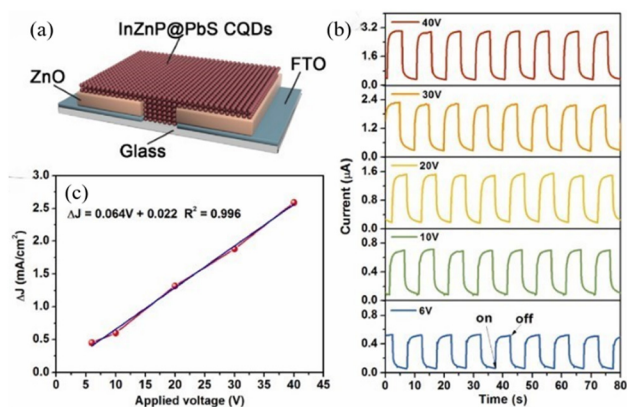 (a)
InZnP@PbS CQDs
ZnO
FTO
Glass
(b)
40V
3.2
1.6
0.0
30V
2.4
1.2
0.0
20V
1.6
0.8
0.0
10V
0.8
0.4
0.0
6V
on
off
0.8
0.4
0.0
0 10 20 30 40 50 60 70 80
Time (s)
Current (μA)
(c)
ΔJ = 0.064V + 0.022 R² = 0.996
3.0
2.5
2.0
1.5
1.0
0.5
0.0
0 5 10 15 20 25 30 35 40 45
Applied voltage (V)
ΔJ (mA/cm²)